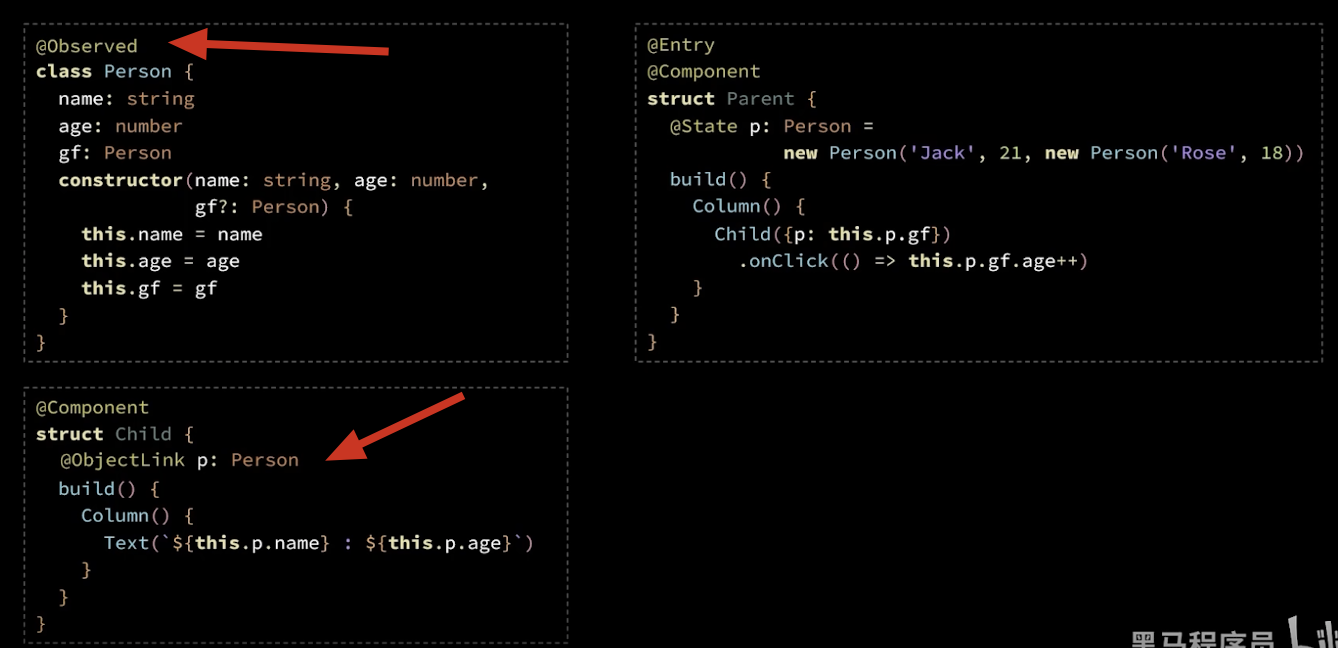 @Observed
class Person {
  name: string
  age: number
  gf: Person
  constructor(name: string, age: number,
              gf?: Person) {
    this.name = name
    this.age = age
    this.gf = gf
  }
}
@Entry
@Component
struct Parent {
  @State p: Person =
            new Person('Jack', 21, new Person('Rose', 18))
  build() {
    Column() {
      Child({p: this.p.gf})
        .onClick(() => this.p.gf.age++)
    }
  }
}
@Component
struct Child {
  @ObjectLink p: Person
  build() {
    Column() {
      Text(`${this.p.name} : ${this.p.age}`)
    }
  }
}
黑马程序员